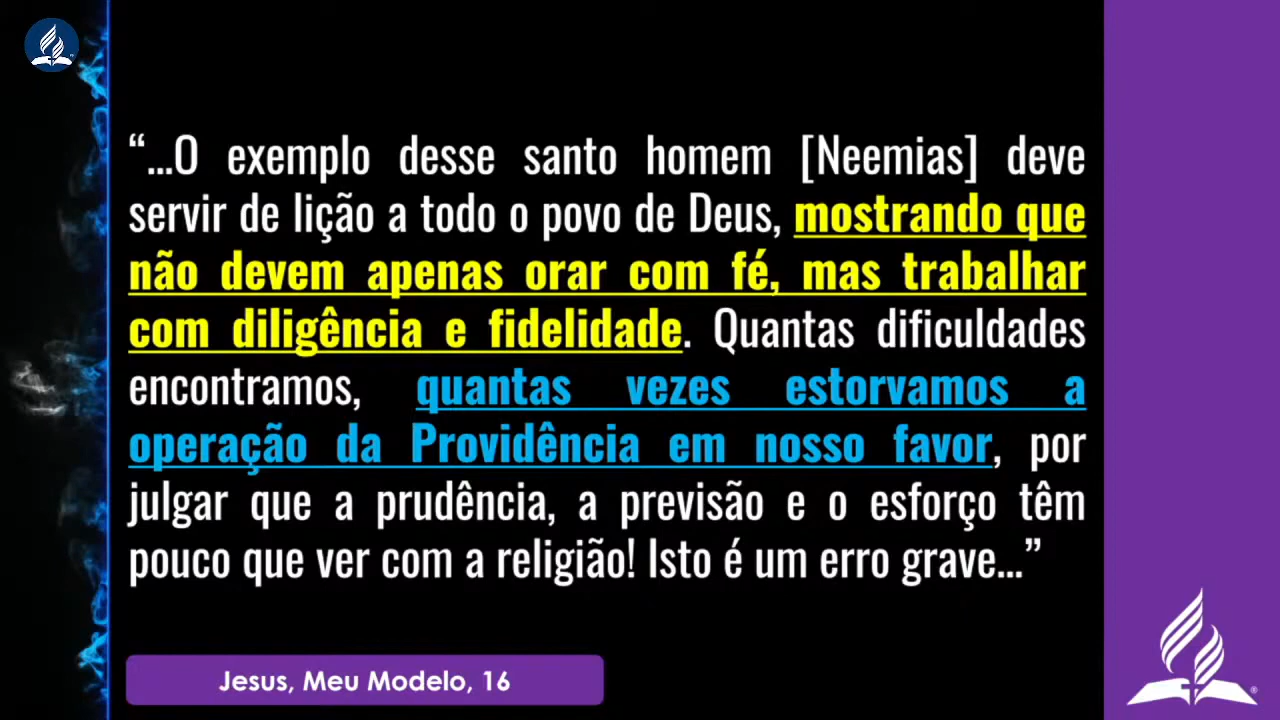 “...O exemplo desse santo homem [Neemias] deve
servir de lição a todo o povo de Deus, mostrando que
não devem apenas orar com fé, mas trabalhar
com diligência e fidelidade. Quantas dificuldades
encontramos, quantas vezes estorvamos a
operação da Providência em nosso favor, por
julgar que a prudência, a previsão e o esforço têm
pouco que ver com a religião! Isto é um erro grave...”
Jesus, Meu Modelo, 16